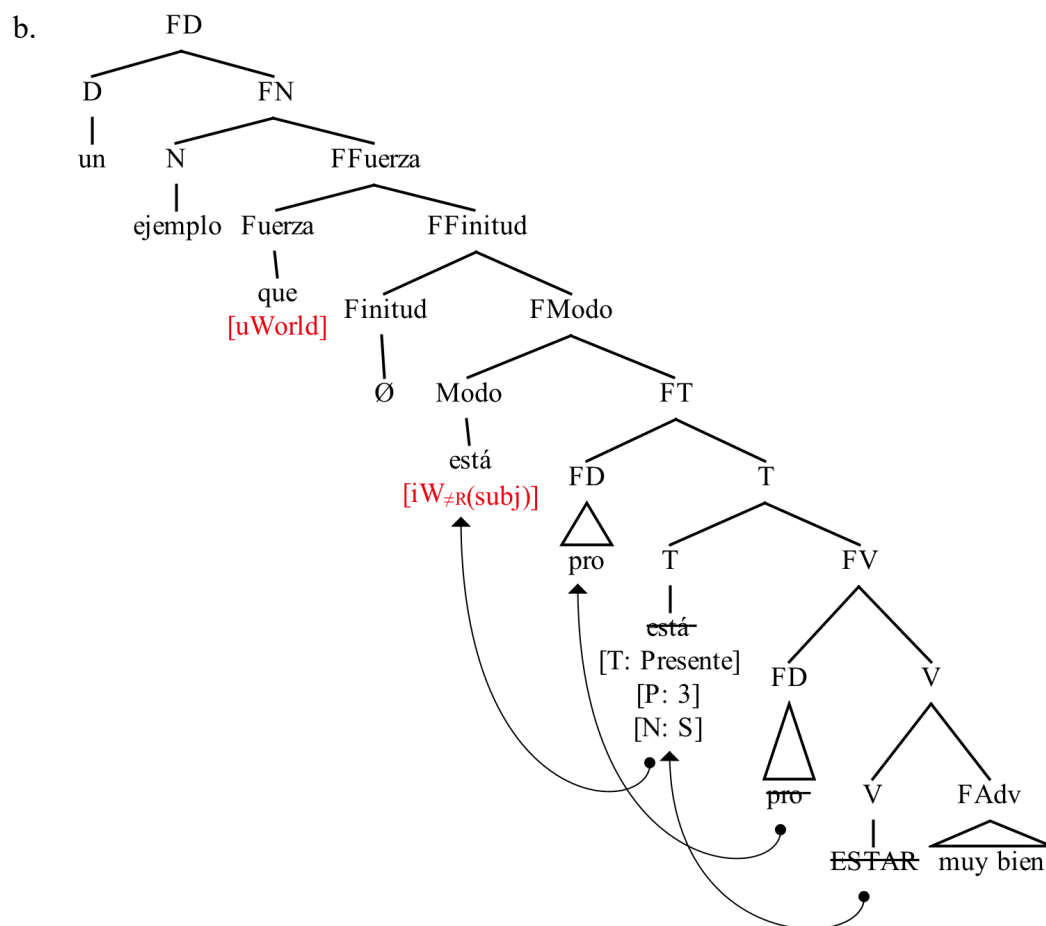 b.
FD
D FN
un N FFuerza
ejemplo Fuerza FFinitud
que
[uWorld]
Finitud FModo
Ø Modo FT
está
[iW≠R(subj)]
FD T
pro
T FV
está
[T: Presente]
[P: 3]
[N: S]
FD V
pro
V FAdv
ESTAR muy bien